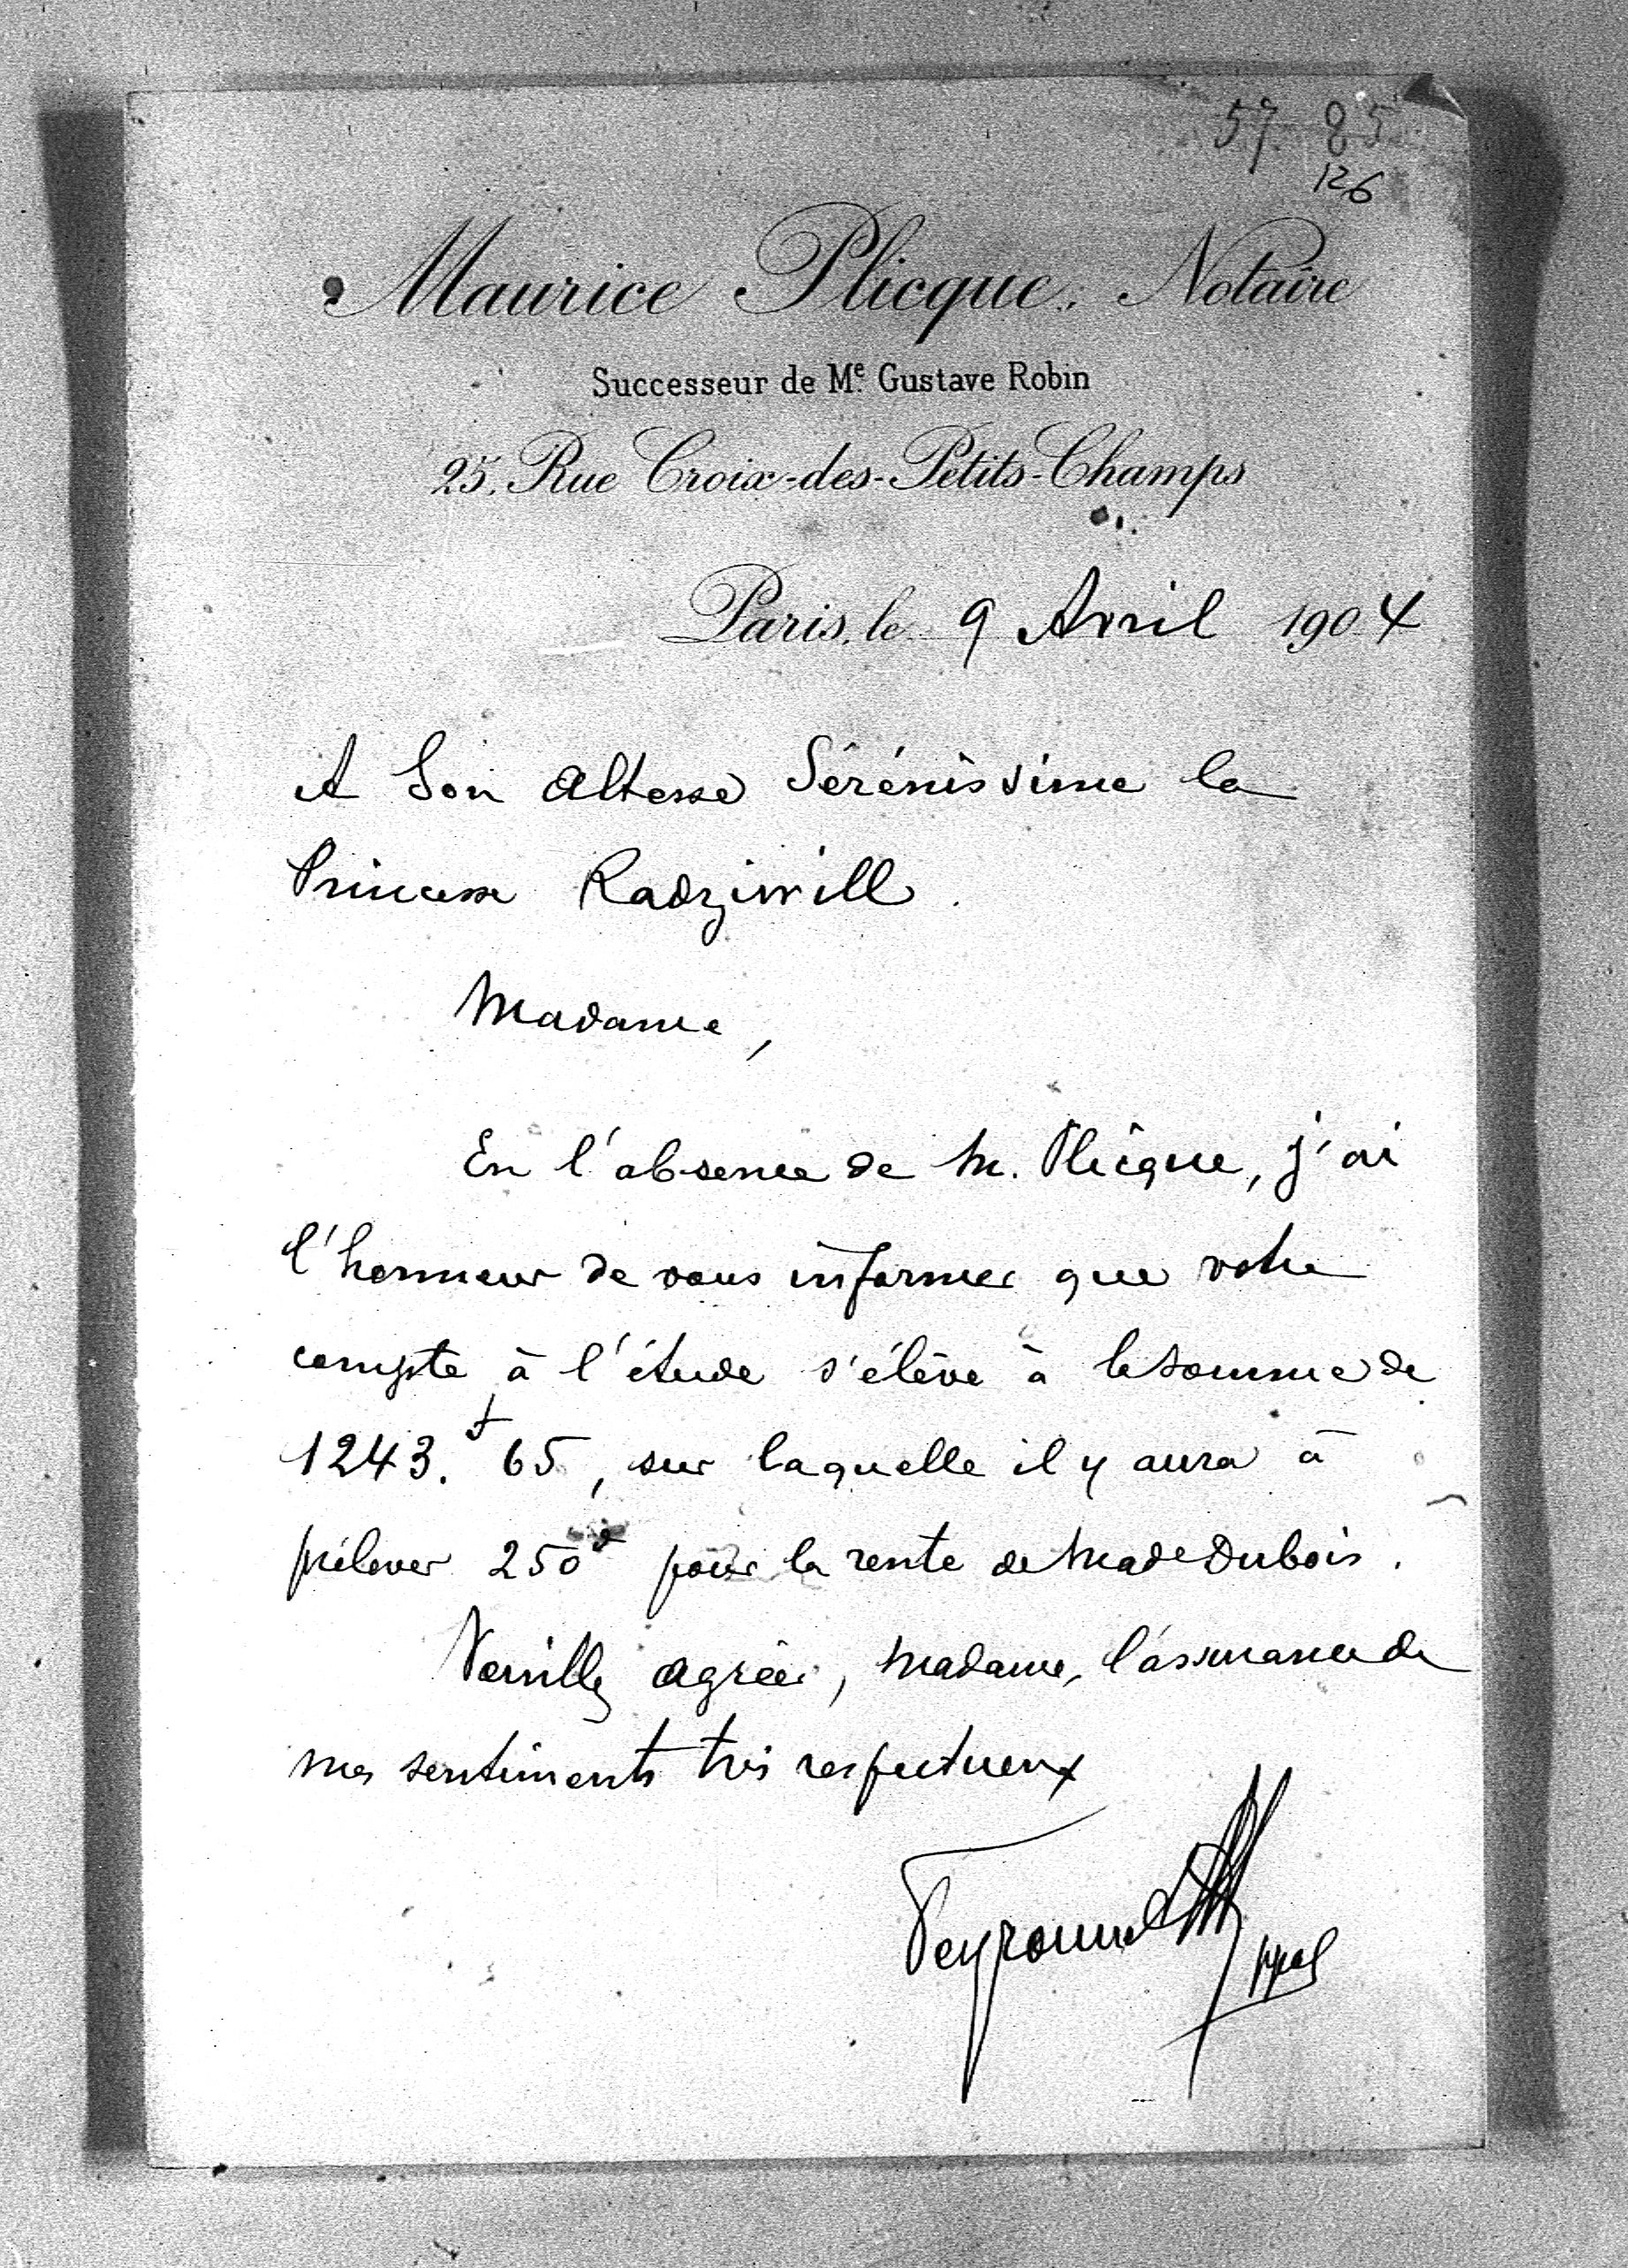 57 85
126
Maurice Plicque, Notaire
Successeur de Mᵉ. Gustave Robin
25, Rue Croix-des-Petits-Champs
Paris, le 9 Avril 1904
A Son Altesse Sérénissime la
Princesse Radziwill.
Madame,
En l'absence de M. Plicque, j'ai
l'honneur de vous informer que votre
compte à l'étude s'élève à la somme de
1243.ᶠ 65, sur laquelle il y aura à
prélever 250ᶠ pour la rente de Made Dubois.
Veuillez agréer, Madame, l'assurance de
mes sentiments très respectueux
Peyronnet
ppal